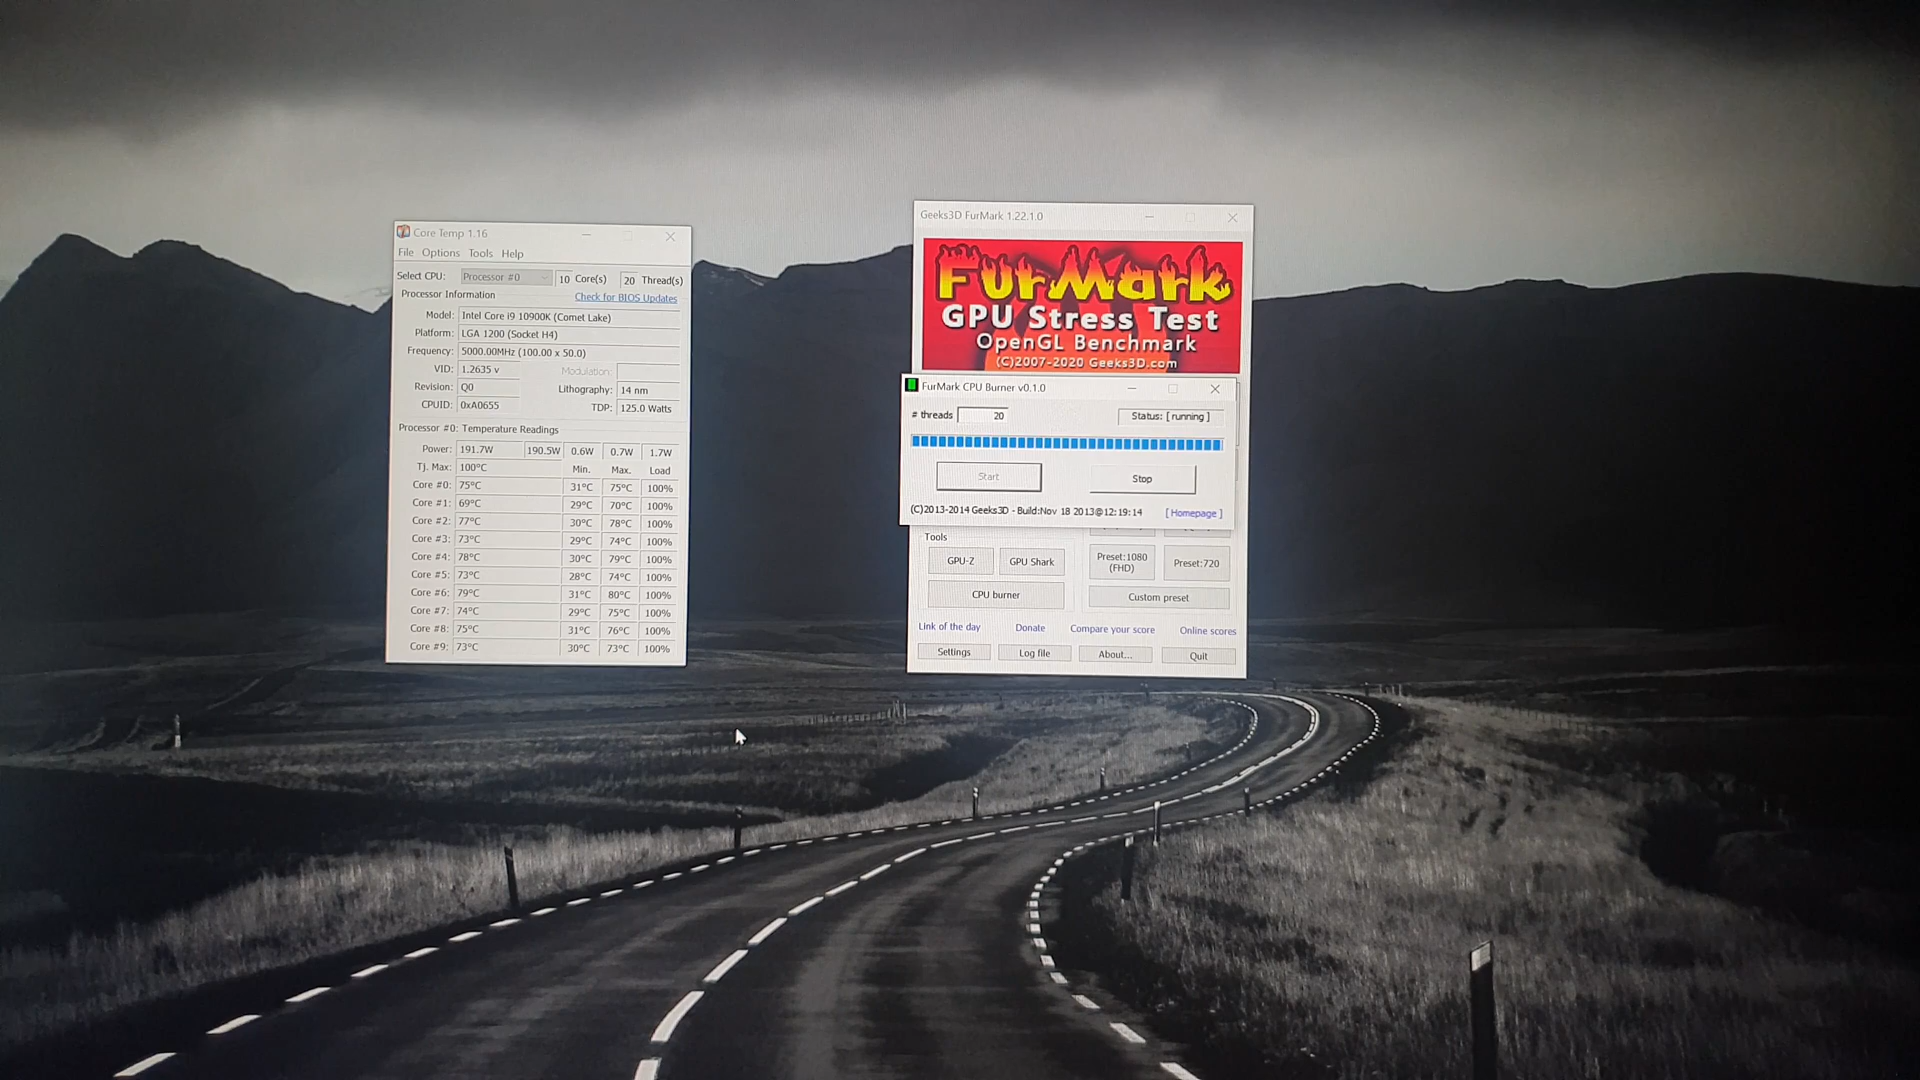 Core Temp 1.16
File Options Tools Help
Select CPU: Processor #0 10 Core(s) 20 Thread(s)
Processor Information Check for BIOS Updates
Model: Intel Core i9 10900K (Comet Lake)
Platform: LGA 1200 (Socket H4)
Frequency: 5000.00MHz (100.00 x 50.0)
VID: 1.2635 v Modulation:
Revision: Q0 Lithography: 14 nm
CPUID: 0xA0655 TDP: 125.0 Watts
Processor #0: Temperature Readings
Power: 191.7W 190.5W 0.6W 0.7W 1.7W
Tj. Max: 100°C Min. Max. Load
Core #0: 75°C 31°C 75°C 100%
Core #1: 69°C 29°C 70°C 100%
Core #2: 77°C 30°C 78°C 100%
Core #3: 73°C 29°C 74°C 100%
Core #4: 78°C 30°C 79°C 100%
Core #5: 73°C 28°C 74°C 100%
Core #6: 79°C 31°C 80°C 100%
Core #7: 74°C 29°C 75°C 100%
Core #8: 75°C 31°C 76°C 100%
Core #9: 73°C 30°C 73°C 100%
Geeks3D FurMark 1.22.1.0
FurMark
GPU Stress Test
OpenGL Benchmark
(C)2007-2020 Geeks3D.com
FurMark CPU Burner v0.1.0
# threads 20 Status: [ running ]
Start Stop
(C)2013-2014 Geeks3D - Build:Nov 18 2013@12:19:14 [ Homepage ]
Tools
GPU-Z GPU Shark Preset:1080 (FHD) Preset:720
CPU burner Custom preset
Link of the day Donate Compare your score Online scores
Settings Log file About... Quit